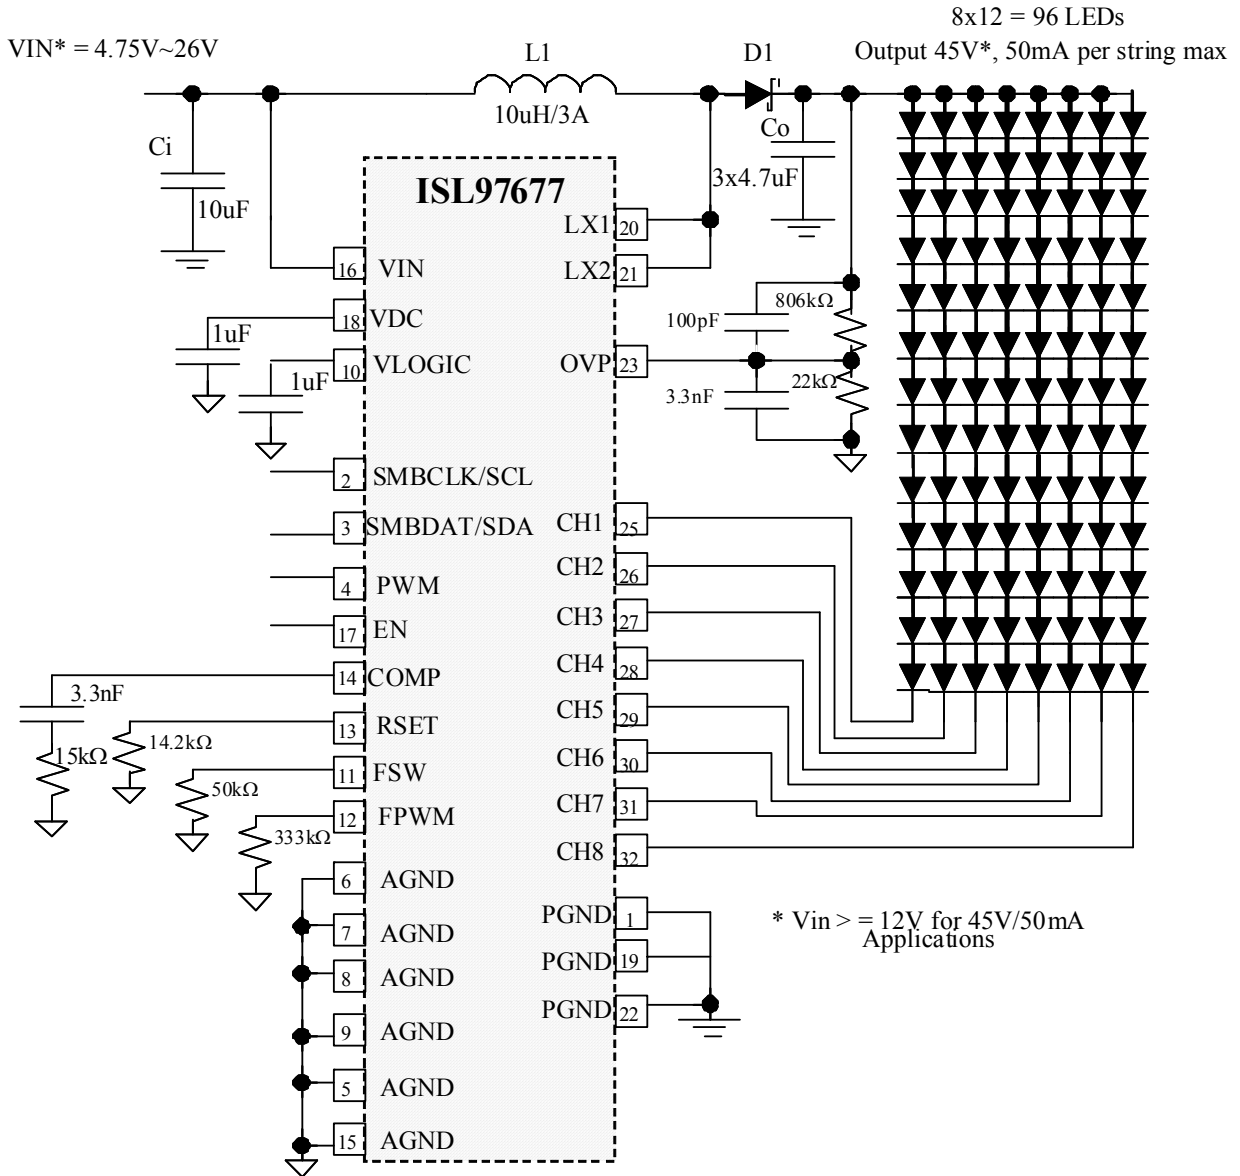 8x12 = 96 LEDs
VIN* = 4.75V~26V
L1
D1
Output 45V*, 50mA per string max
10uH/3A
Co
Ci
3x4.7uF
10uF
ISL97677
LX1 20
16 VIN
LX2 21
18 VDC
806kΩ
100pF
1uF
10 VLOGIC
OVP 23
1uF
22kΩ
3.3nF
2 SMBCLK/SCL
3 SMBDAT/SDA
CH1 25
4 PWM
CH2 26
17 EN
CH3 27
14 COMP
CH4 28
3.3nF
13 RSET
CH5 29
14.2kΩ
15kΩ
11 FSW
CH6 30
50kΩ
12 FPWM
CH7 31
333kΩ
CH8 32
6 AGND
7 AGND
PGND 1
* Vin > = 12V for 45V/50mA
Applications
8 AGND
PGND 19
9 AGND
PGND 22
5 AGND
15 AGND